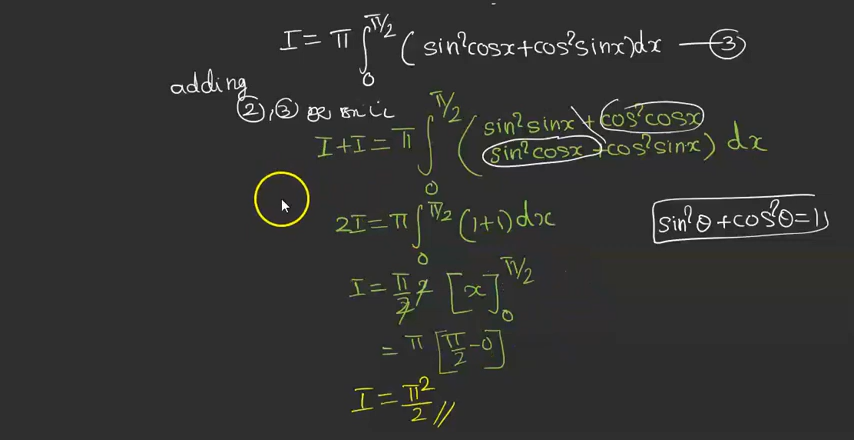 I = π ∫₀^(π/2) (sin²cosx+cos²sinx)dx — ③
adding
②, ③
I+I = π ∫₀^(π/2) (sin²sinx + cos²cosx
sin²cosx+cos²sinx) dx
2I = π ∫₀^(π/2) (1+1)dx
sin²θ+cos²θ=1
I = π/2 2 [x]₀^(π/2)
= π [π/2 -0]
I = π²/2 //